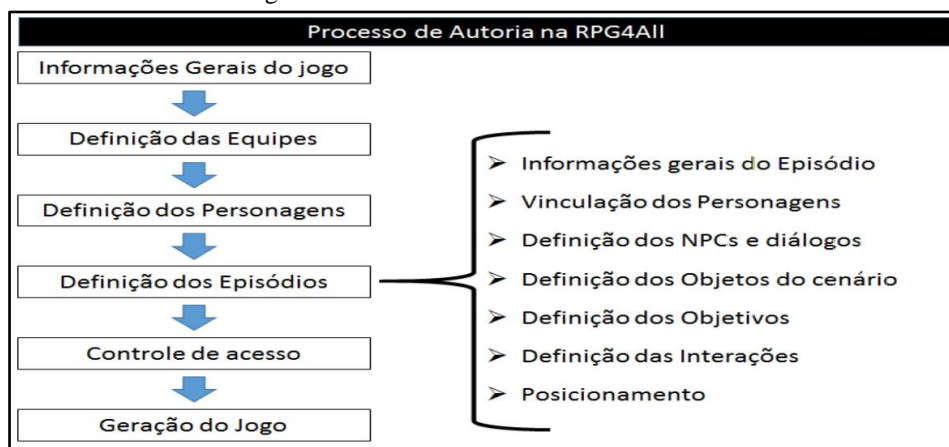 Processo de Autoria na RPG4All
Informações Gerais do jogo
Definição das Equipes
Definição dos Personagens
Definição dos Episódios
Controle de acesso
Geração do Jogo
➢ Informações gerais do Episódio
➢ Vinculação dos Personagens
➢ Definição dos NPCs e diálogos
➢ Definição dos Objetos do cenário
➢ Definição dos Objetivos
➢ Definição das Interações
➢ Posicionamento